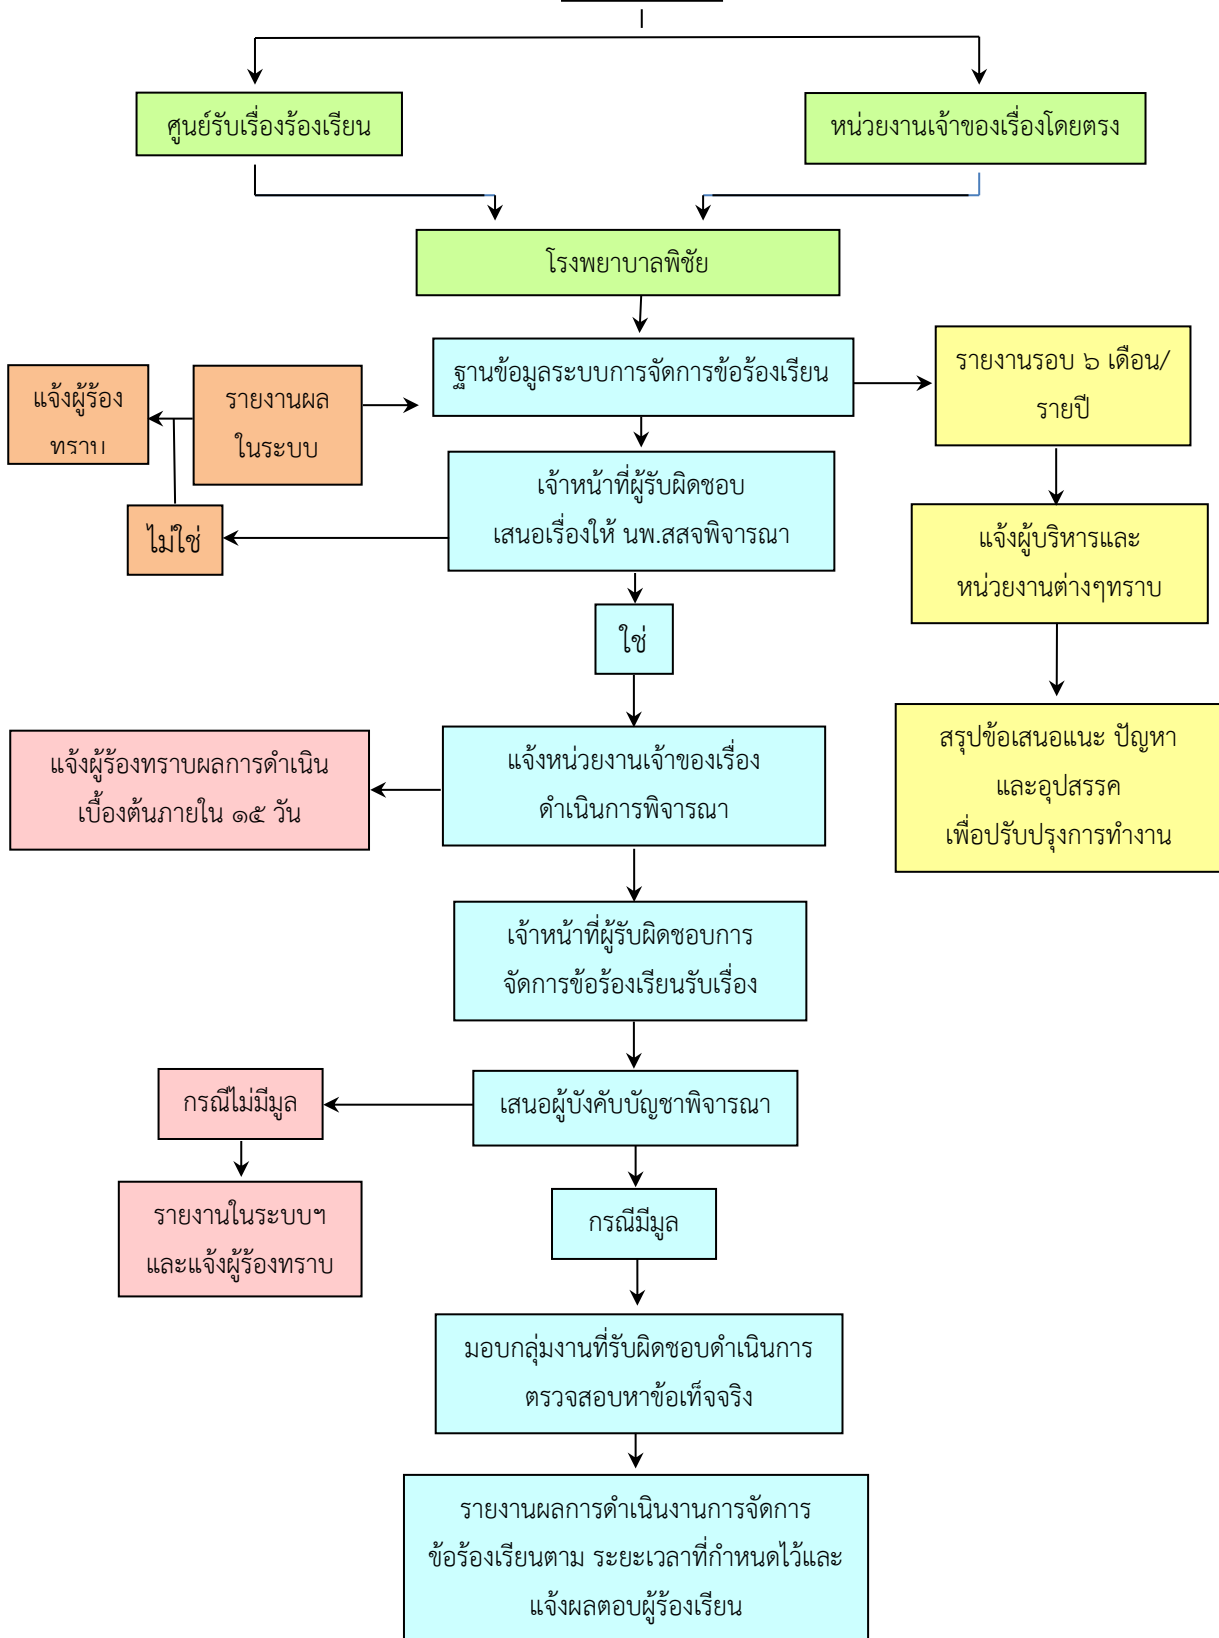 ศูนย์รับเรื่องร้องเรียน
หน่วยงานเจ้าของเรื่องโดยตรง
โรงพยาบาลพิชัย
ฐานข้อมูลระบบการจัดการข้อร้องเรียน
รายงานรอบ ๖ เดือน/
รายปี
แจ้งผู้ร้อง
ทราบ
รายงานผล
ในระบบ
เจ้าหน้าที่ผู้รับผิดชอบ
เสนอเรื่องให้ นพ.สสจพิจารณา
ไม่ใช่
แจ้งผู้บริหารและ
หน่วยงานต่างๆทราบ
ใช่
แจ้งผู้ร้องทราบผลการดำเนิน
เบื้องต้นภายใน ๑๕ วัน
แจ้งหน่วยงานเจ้าของเรื่อง
ดำเนินการพิจารณา
สรุปข้อเสนอแนะ ปัญหา
และอุปสรรค
เพื่อปรับปรุงการทำงาน
เจ้าหน้าที่ผู้รับผิดชอบการ
จัดการข้อร้องเรียนรับเรื่อง
กรณีไม่มีมูล
เสนอผู้บังคับบัญชาพิจารณา
รายงานในระบบฯ
และแจ้งผู้ร้องทราบ
กรณีมีมูล
มอบกลุ่มงานที่รับผิดชอบดำเนินการ
ตรวจสอบหาข้อเท็จจริง
รายงานผลการดำเนินงานการจัดการ
ข้อร้องเรียนตาม ระยะเวลาที่กำหนดไว้และ
แจ้งผลตอบผู้ร้องเรียน